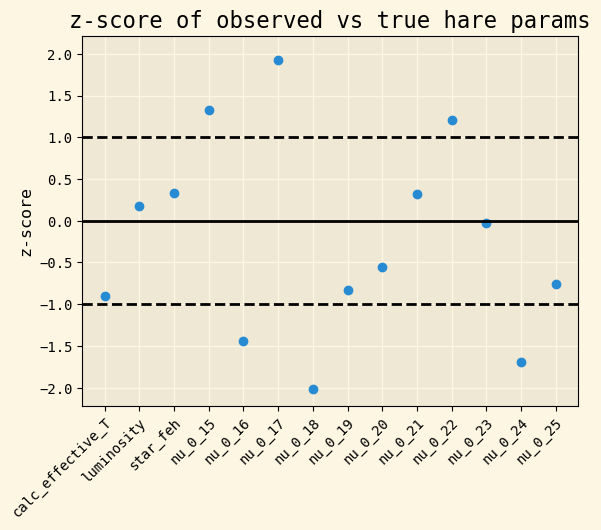 z-score of observed vs true hare params
z-score
2.0
1.5
1.0
0.5
0.0
−0.5
−1.0
−1.5
−2.0
calc_effective_T
luminosity
star_feh
nu_0_15
nu_0_16
nu_0_17
nu_0_18
nu_0_19
nu_0_20
nu_0_21
nu_0_22
nu_0_23
nu_0_24
nu_0_25